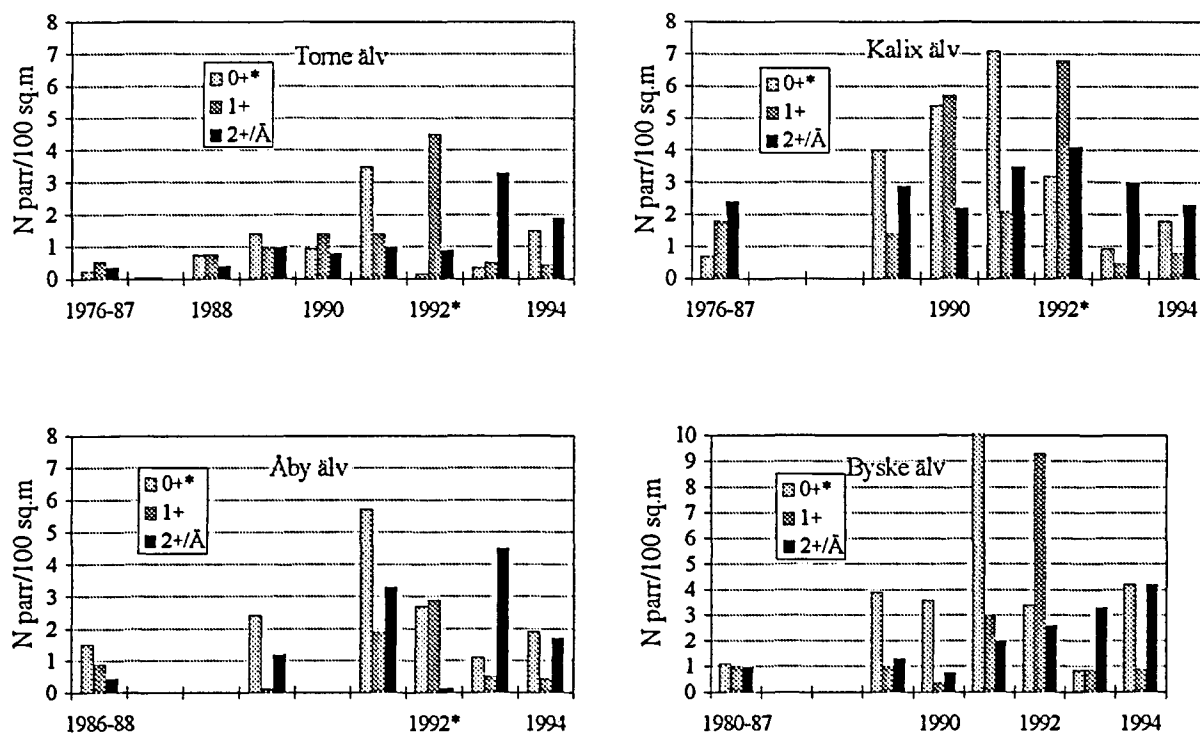 Torne älv
N parr/100 sq.m
8
7
6
5
4
3
2
1
0
0+*
1+
2+/Ä
1976-87 1988 1990 1992* 1994
Kalix älv
N parr/100 sq.m
8
7
6
5
4
3
2
1
0
0+*
1+
2+/Ä
1976-87 1990 1992* 1994
Åby älv
N parr/100 sq.m
8
7
6
5
4
3
2
1
0
0+*
1+
2+/Ä
1986-88 1992* 1994
Byske älv
N parr/100 sq.m
10
9
8
7
6
5
4
3
2
1
0
0+*
1+
2+/Ä
1980-87 1990 1992 1994